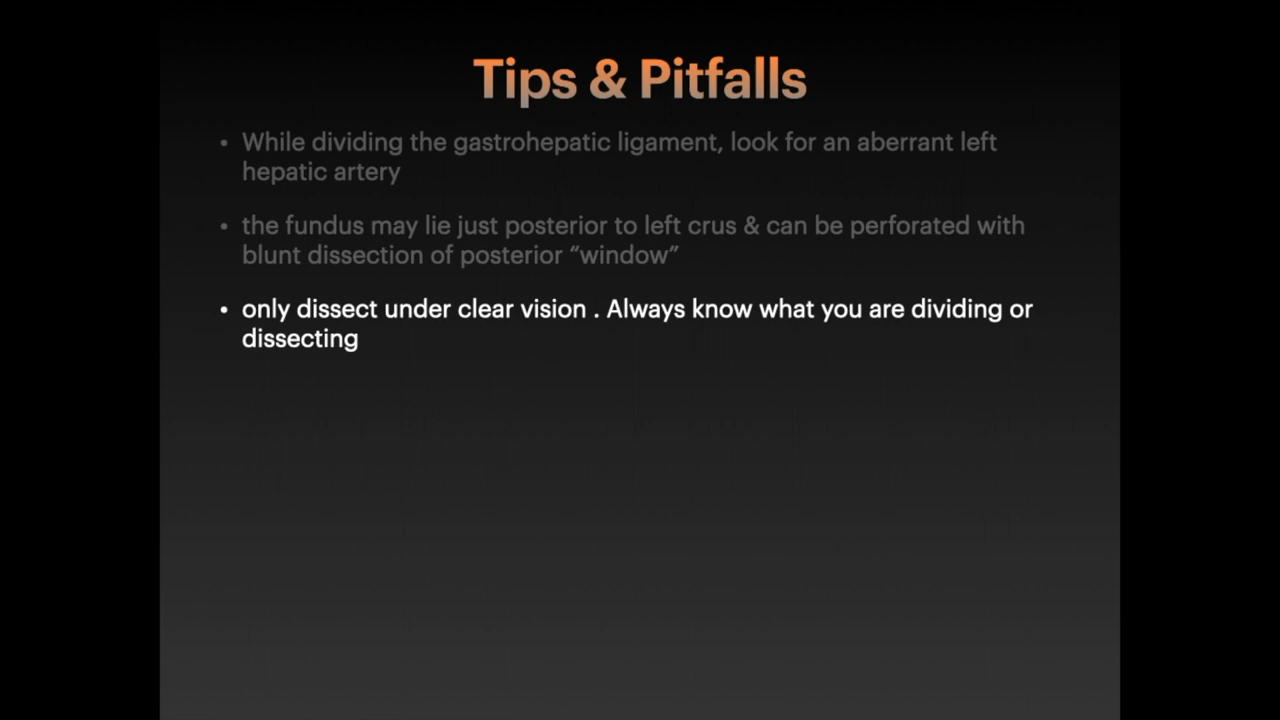 Tips & Pitfalls
• While dividing the gastrohepatic ligament, look for an aberrant left
hepatic artery
• the fundus may lie just posterior to left crus & can be perforated with
blunt dissection of posterior “window”
• only dissect under clear vision . Always know what you are dividing or
dissecting